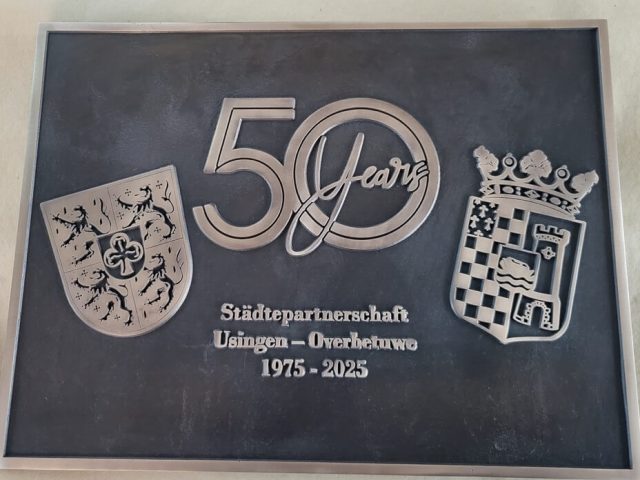 50 Years
Städtepartnerschaft
Usingen – Overbetuwe
1975 - 2025